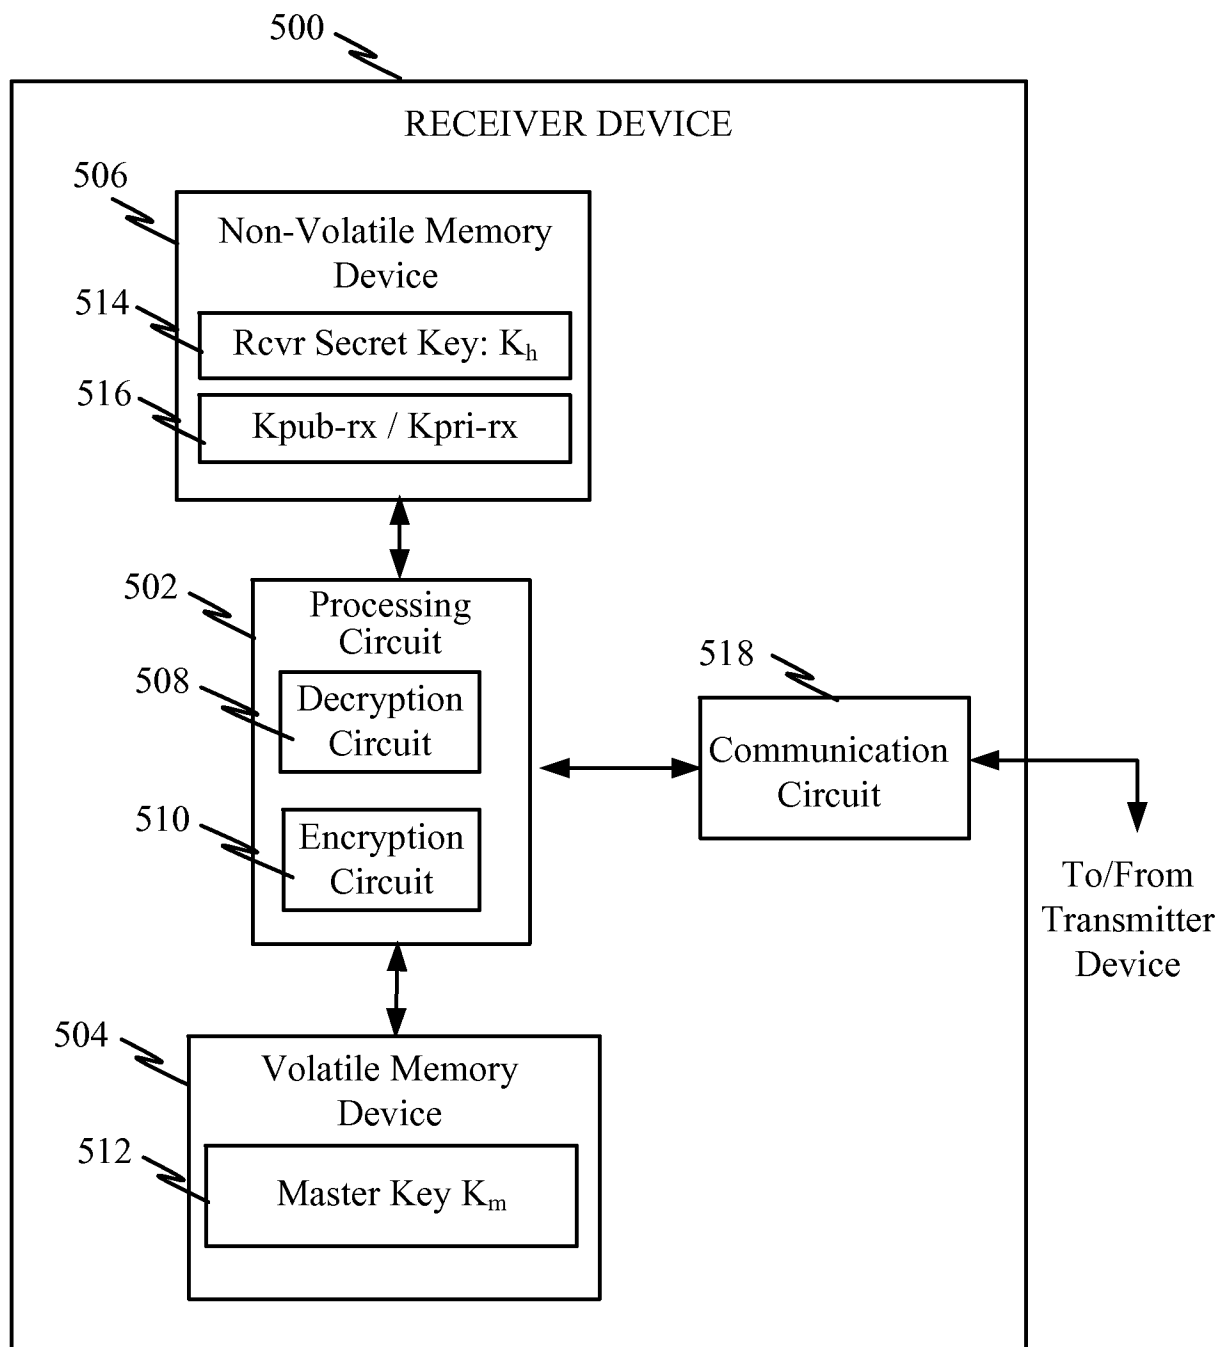 500
RECEIVER DEVICE
506
Non-Volatile Memory
Device
514
Rcvr Secret Key: Kh
516
Kpub-rx / Kpri-rx
502
Processing
Circuit
508
Decryption
Circuit
510
Encryption
Circuit
518
Communication
Circuit
To/From
Transmitter
Device
504
Volatile Memory
Device
512
Master Key Km